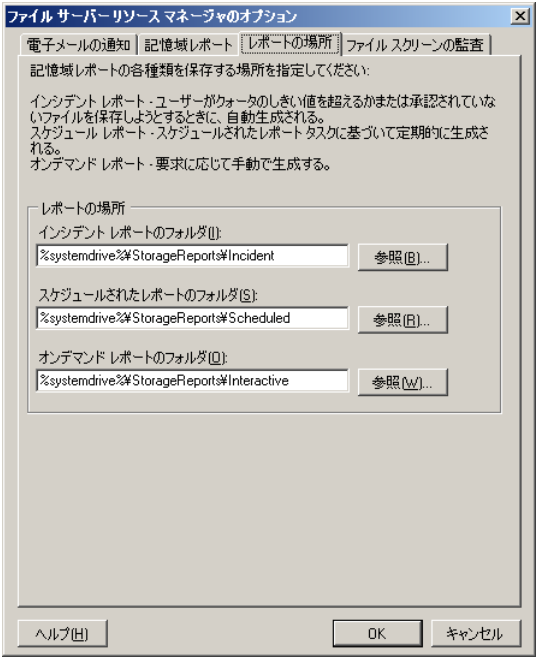 ファイル サーバー リソース マネージャのオプション
電子メールの通知 記憶域レポート レポートの場所 ファイル スクリーンの監査
記憶域レポートの各種類を保存する場所を指定してください:
インシデント レポート - ユーザーがクォータのしきい値を超えるかまたは承認されていな
いファイルを保存しようとするときに、自動生成される。
スケジュール レポート - スケジュールされたレポート タスクに基づいて定期的に生成さ
れる。
オンデマンド レポート - 要求に応じて手動で生成する。
レポートの場所
インシデント レポートのフォルダ(I):
%systemdrive%¥StorageReports¥Incident 参照(B)...
スケジュールされたレポートのフォルダ(S):
%systemdrive%¥StorageReports¥Scheduled 参照(R)...
オンデマンド レポートのフォルダ(O):
%systemdrive%¥StorageReports¥Interactive 参照(W)...
ヘルプ(H) OK キャンセル